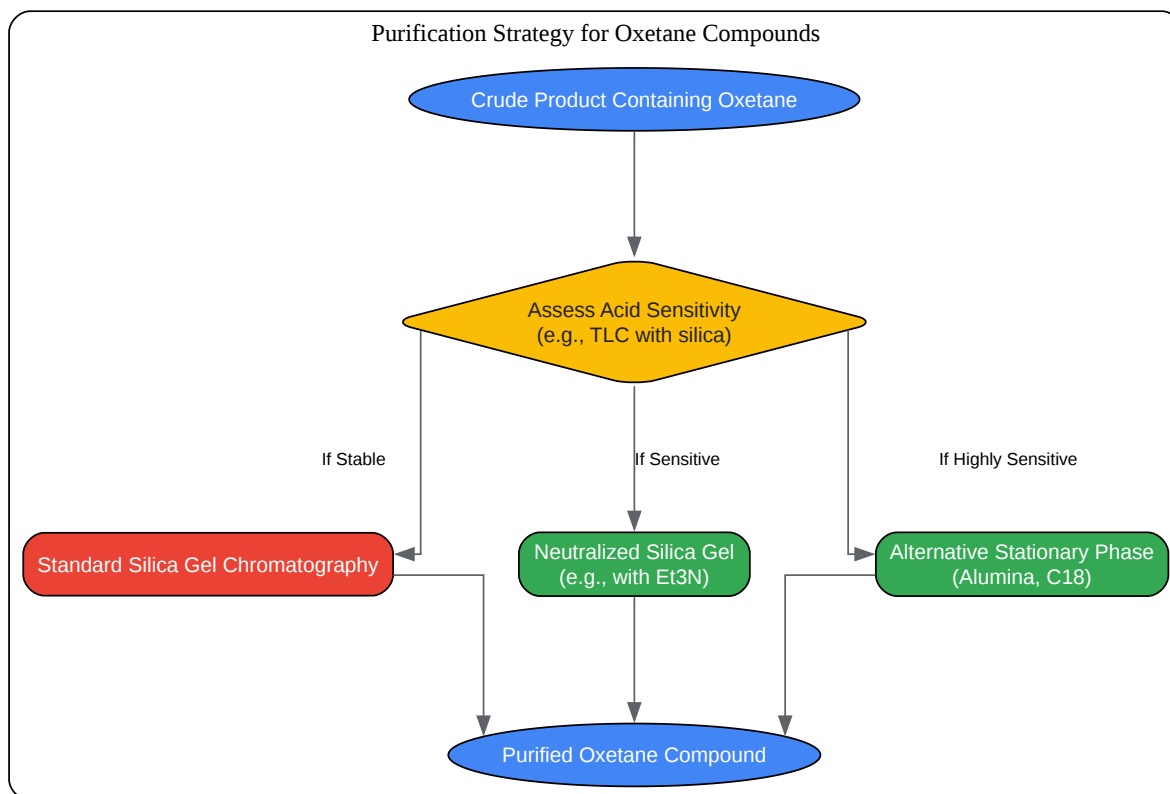 Purification Strategy for Oxetane Compounds
Crude Product Containing Oxetane
Assess Acid Sensitivity
(e.g., TLC with silica)
If Stable
If Sensitive
If Highly Sensitive
Standard Silica Gel Chromatography
Neutralized Silica Gel
(e.g., with Et3N)
Alternative Stationary Phase
(Alumina, C18)
Purified Oxetane Compound